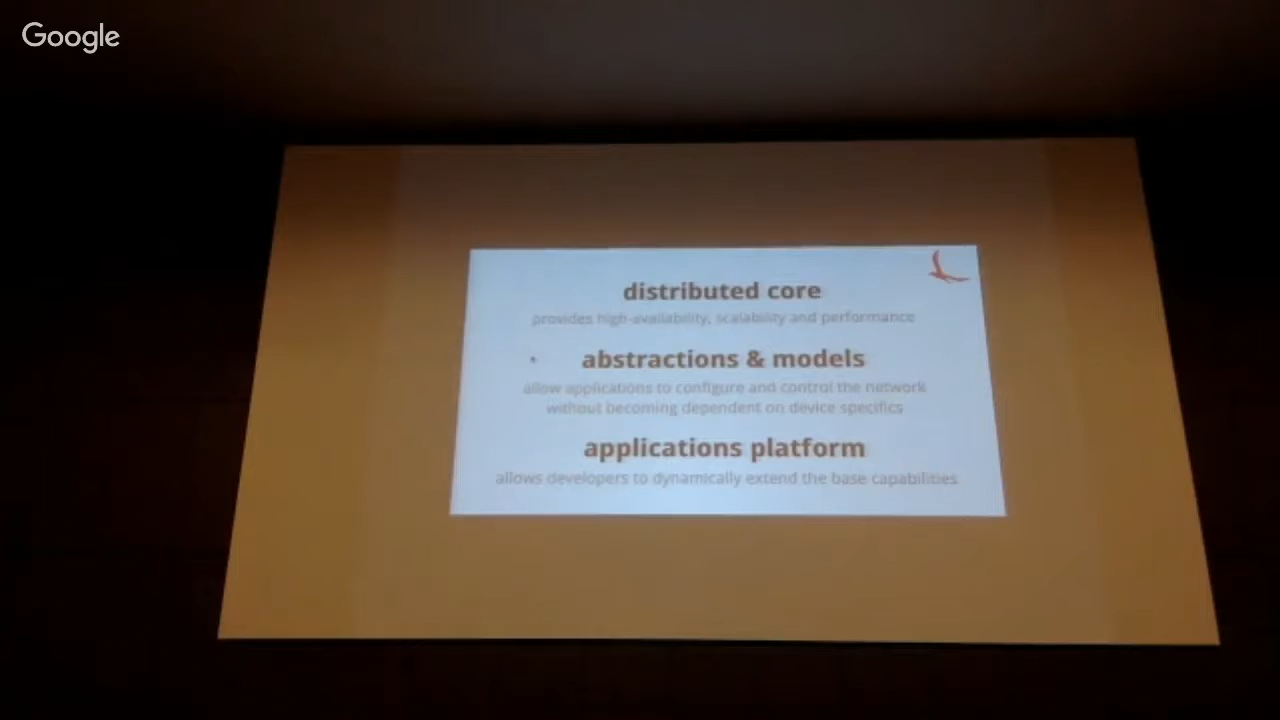 Google
distributed core
provides high-availability, scalability and performance
abstractions & models
allow applications to configure and control the network
without becoming dependent on device specifics
applications platform
allows developers to dynamically extend the base capabilities